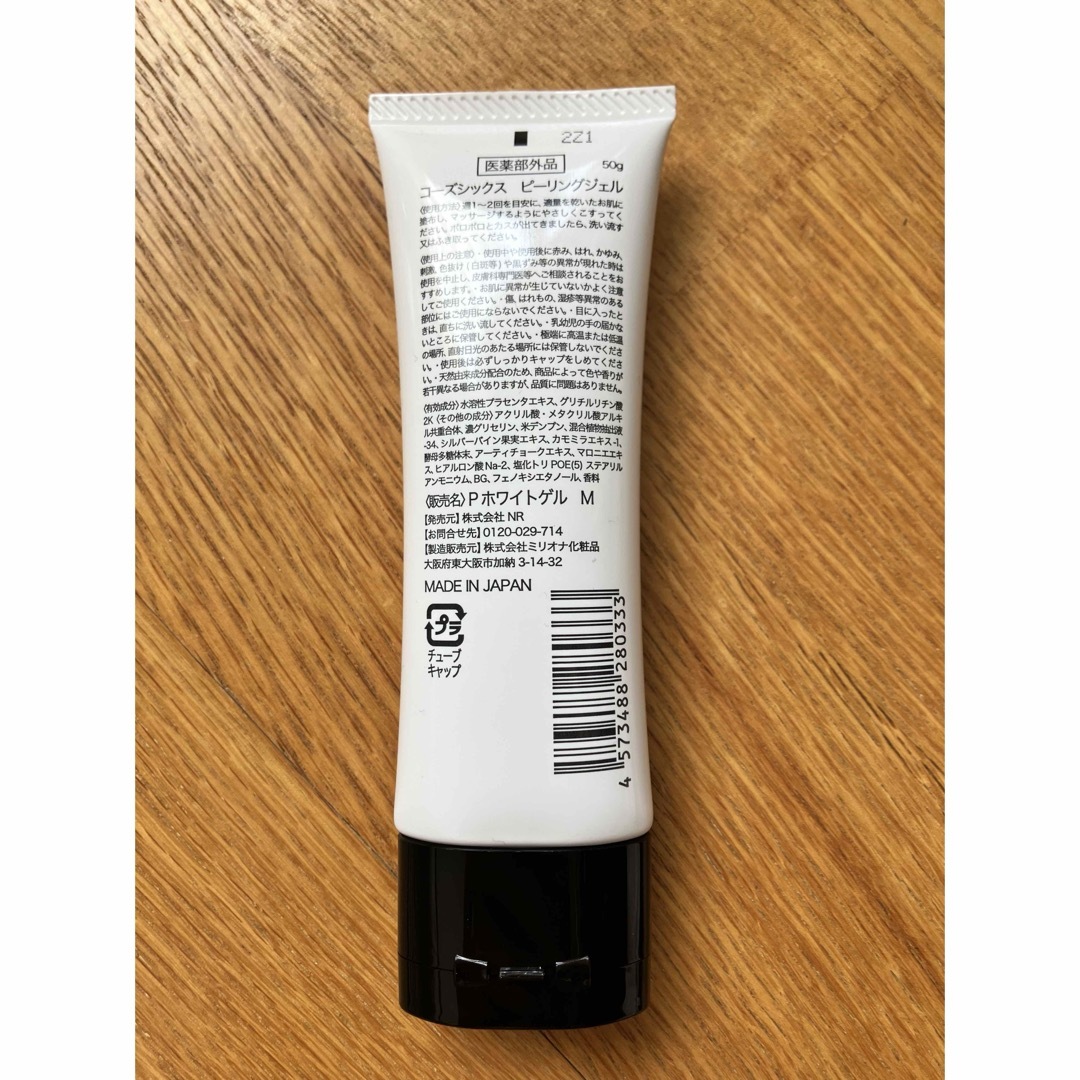 2Z1
医薬部外品 50g
コーズシックス ピーリングジェル
〈使用方法〉週1〜2回を目安に、適量を乾いたお肌に
塗布し、マッサージするようにやさしくこすってく
ださい。ポロポロとカスが出てきましたら、洗い流す
又はふき取ってください。
〈使用上の注意〉・使用中や使用後に赤み、はれ、かゆみ、
刺激、色抜け(白斑等)や黒ずみ等の異常が現れた時は
使用を中止し、皮膚科専門医等へご相談されることをお
すすめします。・お肌に異常が生じていないかよく注意
してご使用ください。・傷、はれもの、湿疹等異常のある
部位にはご使用にならないでください。・目に入ったと
きは、直ちに洗い流してください。・乳幼児の手の届かな
いところに保管してください。・極端に高温または低温
の場所、直射日光のあたる場所には保管しないでくださ
い。・使用後は必ずしっかりキャップをしめてくださ
い。・天然由来成分配合のため、商品によって色や香りが
若干異なる場合がありますが、品質に問題はありません。
〈有効成分〉水溶性プラセンタエキス、グリチルリチン酸
2K〈その他の成分〉アクリル酸・メタクリル酸アルキ
ル共重合体、濃グリセリン、米デンプン、混合植物抽出液
-34、シルバーバイン果実エキス、カモミラエキス-1、
酵母多糖体末、アーティチョークエキス、マロニエエキ
ス、ヒアルロン酸Na-2、塩化トリPOE(5)ステアリル
アンモニウム、BG、フェノキシエタノール、香料
〈販売名〉P ホワイトゲル M
【発売元】株式会社 NR
【お問合せ先】0120-029-714
【製造販売元】株式会社ミリオナ化粧品
大阪府東大阪市加納 3-14-32
MADE IN JAPAN
プラ
チューブ
キャップ
4 573488 280333